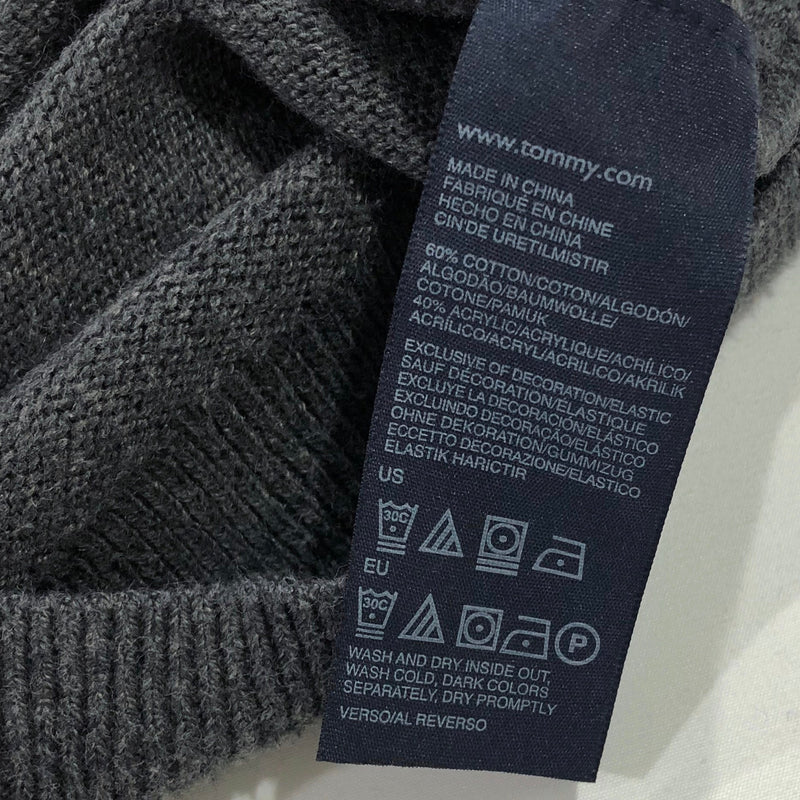 www.tommy.com
MADE IN CHINA
FABRIQUÉ EN CHINE
HECHO EN CHINA
CIN'DE URETILMISTIR
60% COTTON/COTON/ALGODÓN/
ALGODÃO/BAUMWOLLE/
COTONE/PAMUK
40% ACRYLIC/ACRYLIQUE/ACRÍLICO/
ACRÍLICO/ACRYL/ACRILICO/AKRILIK
EXCLUSIVE OF DECORATION/ELASTIC
SAUF DÉCORATION/ÉLASTIQUE
EXCLUYE LA DECORACIÓN/ELÁSTICO
EXCLUINDO DECORAÇÃO/ELÁSTICO
OHNE DEKORATION/GUMMIZUG
ECCETTO DECORAZIONE/ELASTICO
ELASTIK HARICTIR
US
30C
EU
30C P
WASH AND DRY INSIDE OUT,
WASH COLD, DARK COLORS
SEPARATELY, DRY PROMPTLY
VERSO/AL REVERSO